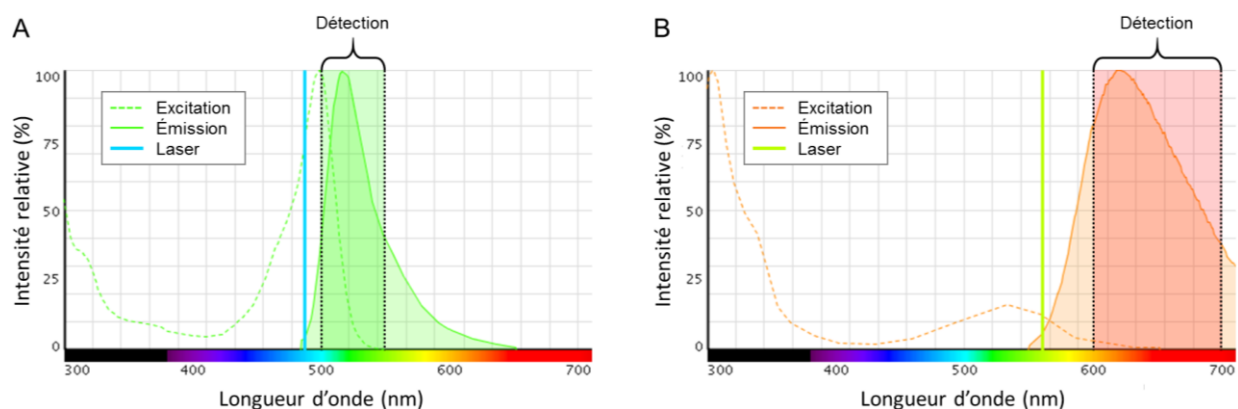 A
Détection
Intensité relative (%)
100
75
50
25
0
Excitation
Émission
Laser
300 400 500 600 700
Longueur d’onde (nm)
B
Détection
Intensité relative (%)
100
75
50
25
0
Excitation
Émission
Laser
300 400 500 600 700
Longueur d’onde (nm)